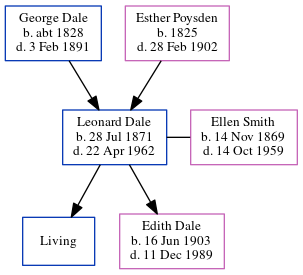 George Dale
b. abt 1828
d. 3 Feb 1891
Esther Poysden
b. 1825
d. 28 Feb 1902
Leonard Dale
b. 28 Jul 1871
d. 22 Apr 1962
Ellen Smith
b. 14 Nov 1869
d. 14 Oct 1959
Living
Edith Dale
b. 16 Jun 1903
d. 11 Dec 1989